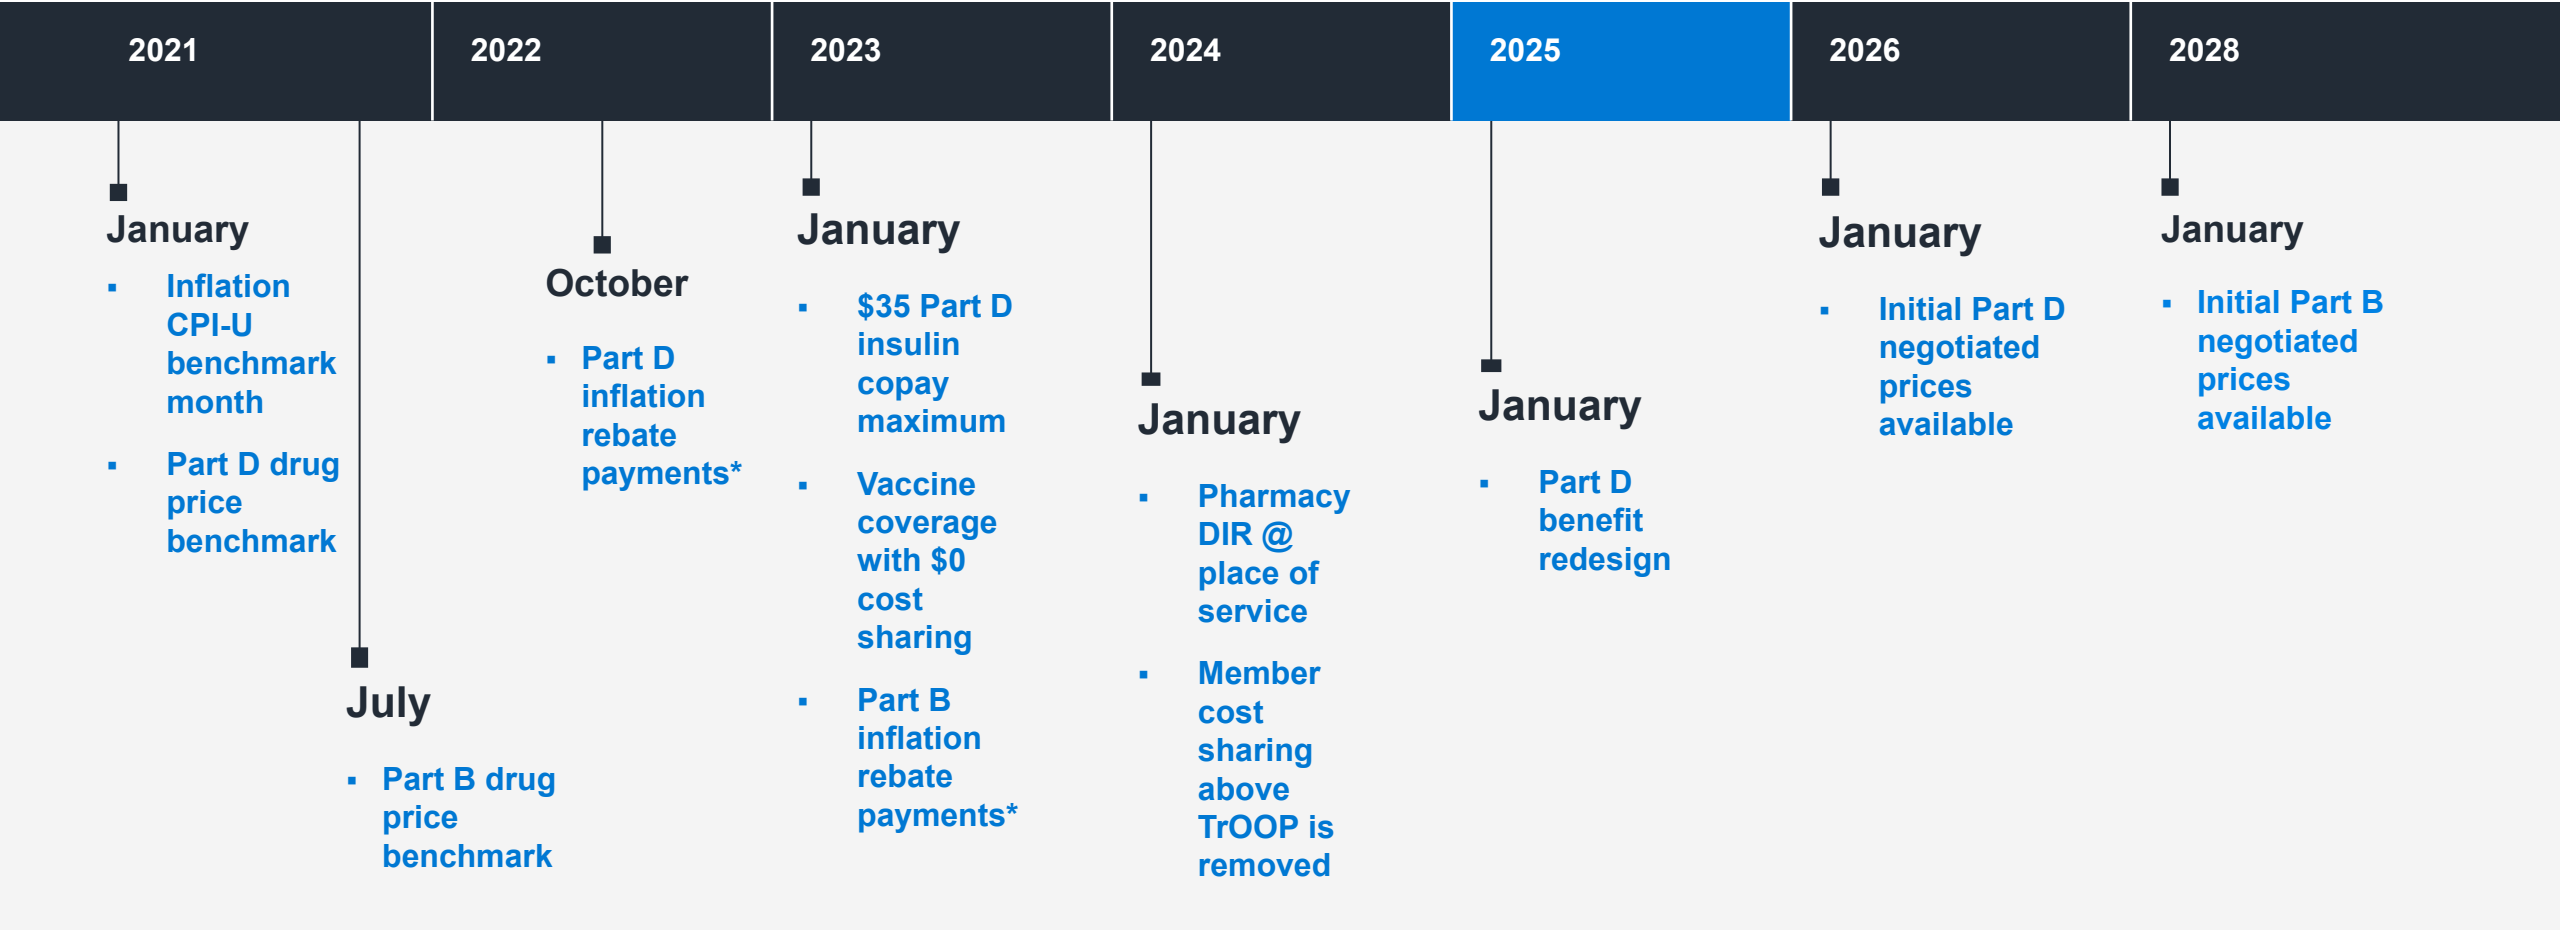 2021
2022
2023
2024
2025
2026
2028
January
▪ Inflation
CPI-U
benchmark
month
▪ Part D drug
price
benchmark
July
▪ Part B drug
price
benchmark
October
▪ Part D
inflation
rebate
payments*
January
▪ $35 Part D
insulin
copay
maximum
▪ Vaccine
coverage
with $0
cost
sharing
▪ Part B
inflation
rebate
payments*
January
▪ Pharmacy
DIR @
place of
service
▪ Member
cost
sharing
above
TrOOP is
removed
January
▪ Part D
benefit
redesign
January
▪ Initial Part D
negotiated
prices
available
January
▪ Initial Part B
negotiated
prices
available